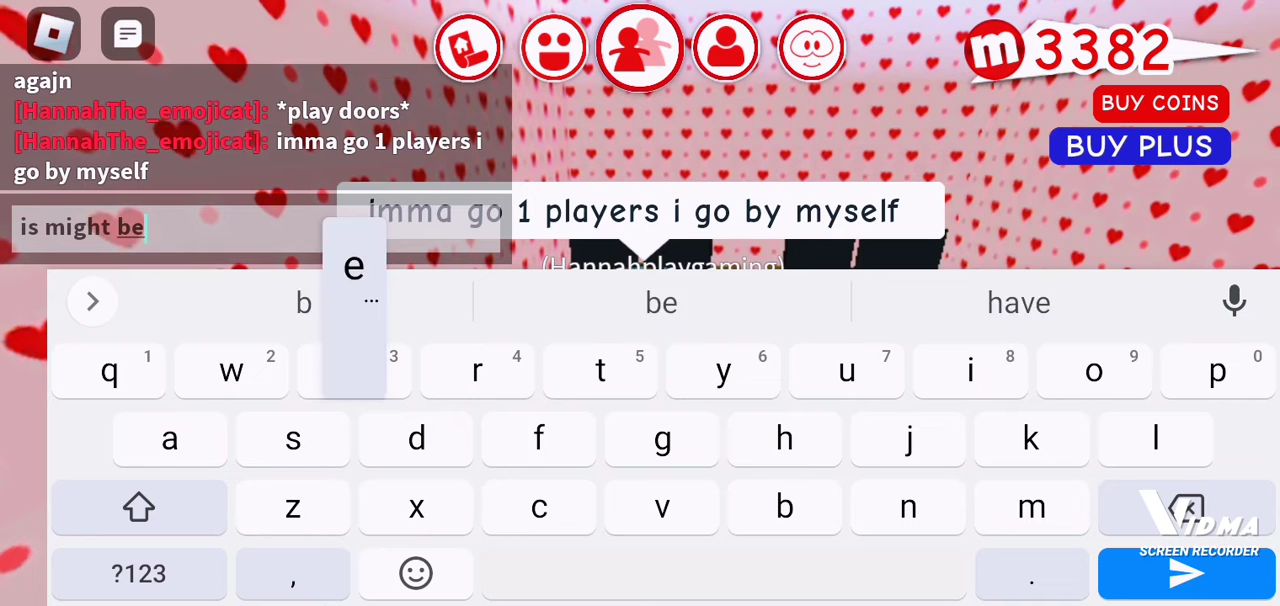 agajn
[HannahThe_emojicat]: *play doors*
[HannahThe_emojicat]: imma go 1 players i
go by myself
is might be
imma go 1 players i go by myself
(Hannahplaygaming)
m 3382
BUY COINS
BUY PLUS
e
...
b be have
q 1 w 2 3 r 4 t 5 y 6 u 7 i 8 o 9 p 0
a s d f g h j k l
z x c v b n m
?123 , .
VIDMA
SCREEN RECORDER